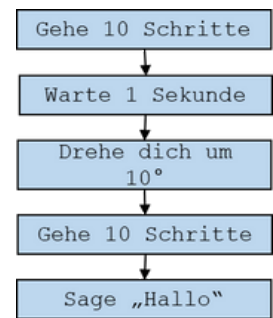 Gehe 10 Schritte
Warte 1 Sekunde
Drehe dich um
10°
Gehe 10 Schritte
Sage „Hallo“